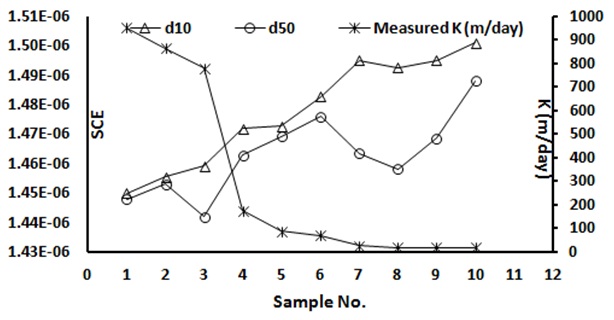 d10 d50 Measured K (m/day)
1.51E-06
1.50E-06
1.49E-06
1.48E-06
1.47E-06
1.46E-06
1.45E-06
1.44E-06
1.43E-06
SCE
1000
900
800
700
600
500
400
300
200
100
0
K (m/day)
0 1 2 3 4 5 6 7 8 9 10 11 12
Sample No.